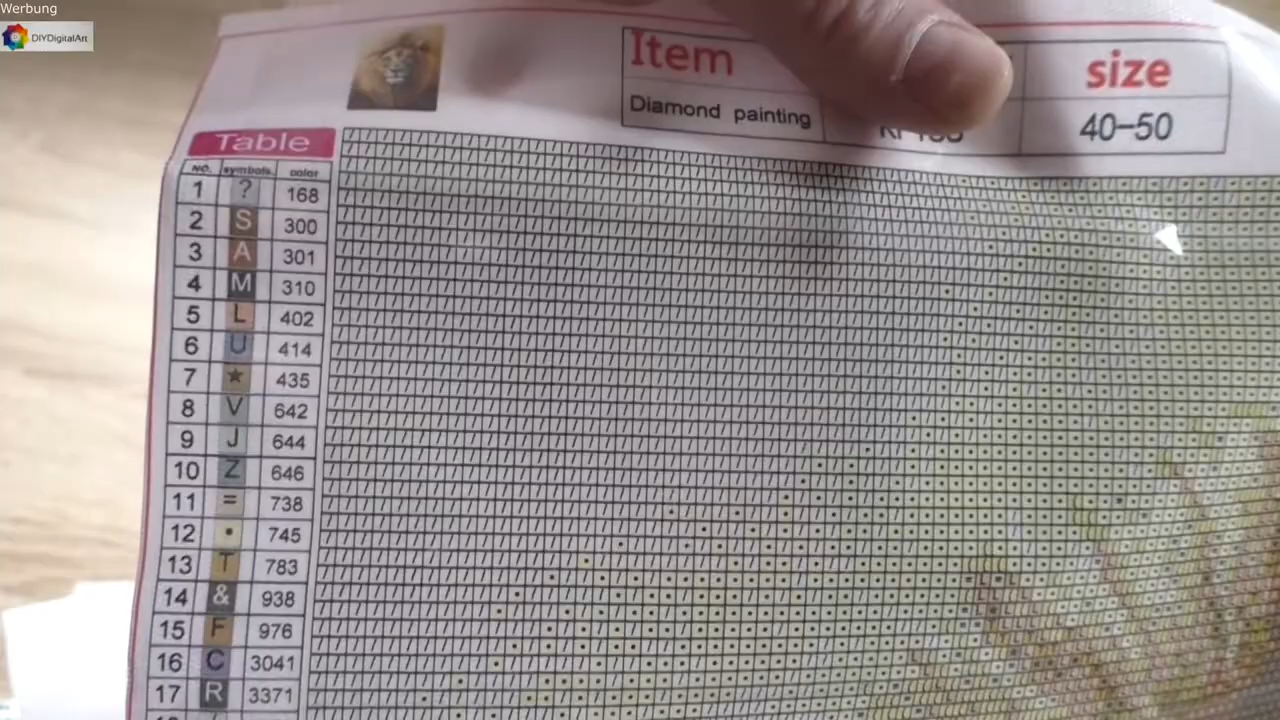 Werbung
DIYDigitalArt
Item
size
Diamond painting
40-50
Table
NO. symbols. color
1 ? 168
2 S 300
3 A 301
4 M 310
5 L 402
6 U 414
7 ★ 435
8 V 642
9 J 644
10 Z 646
11 = 738
12 • 745
13 T 783
14 & 938
15 F 976
16 C 3041
17 R 3371